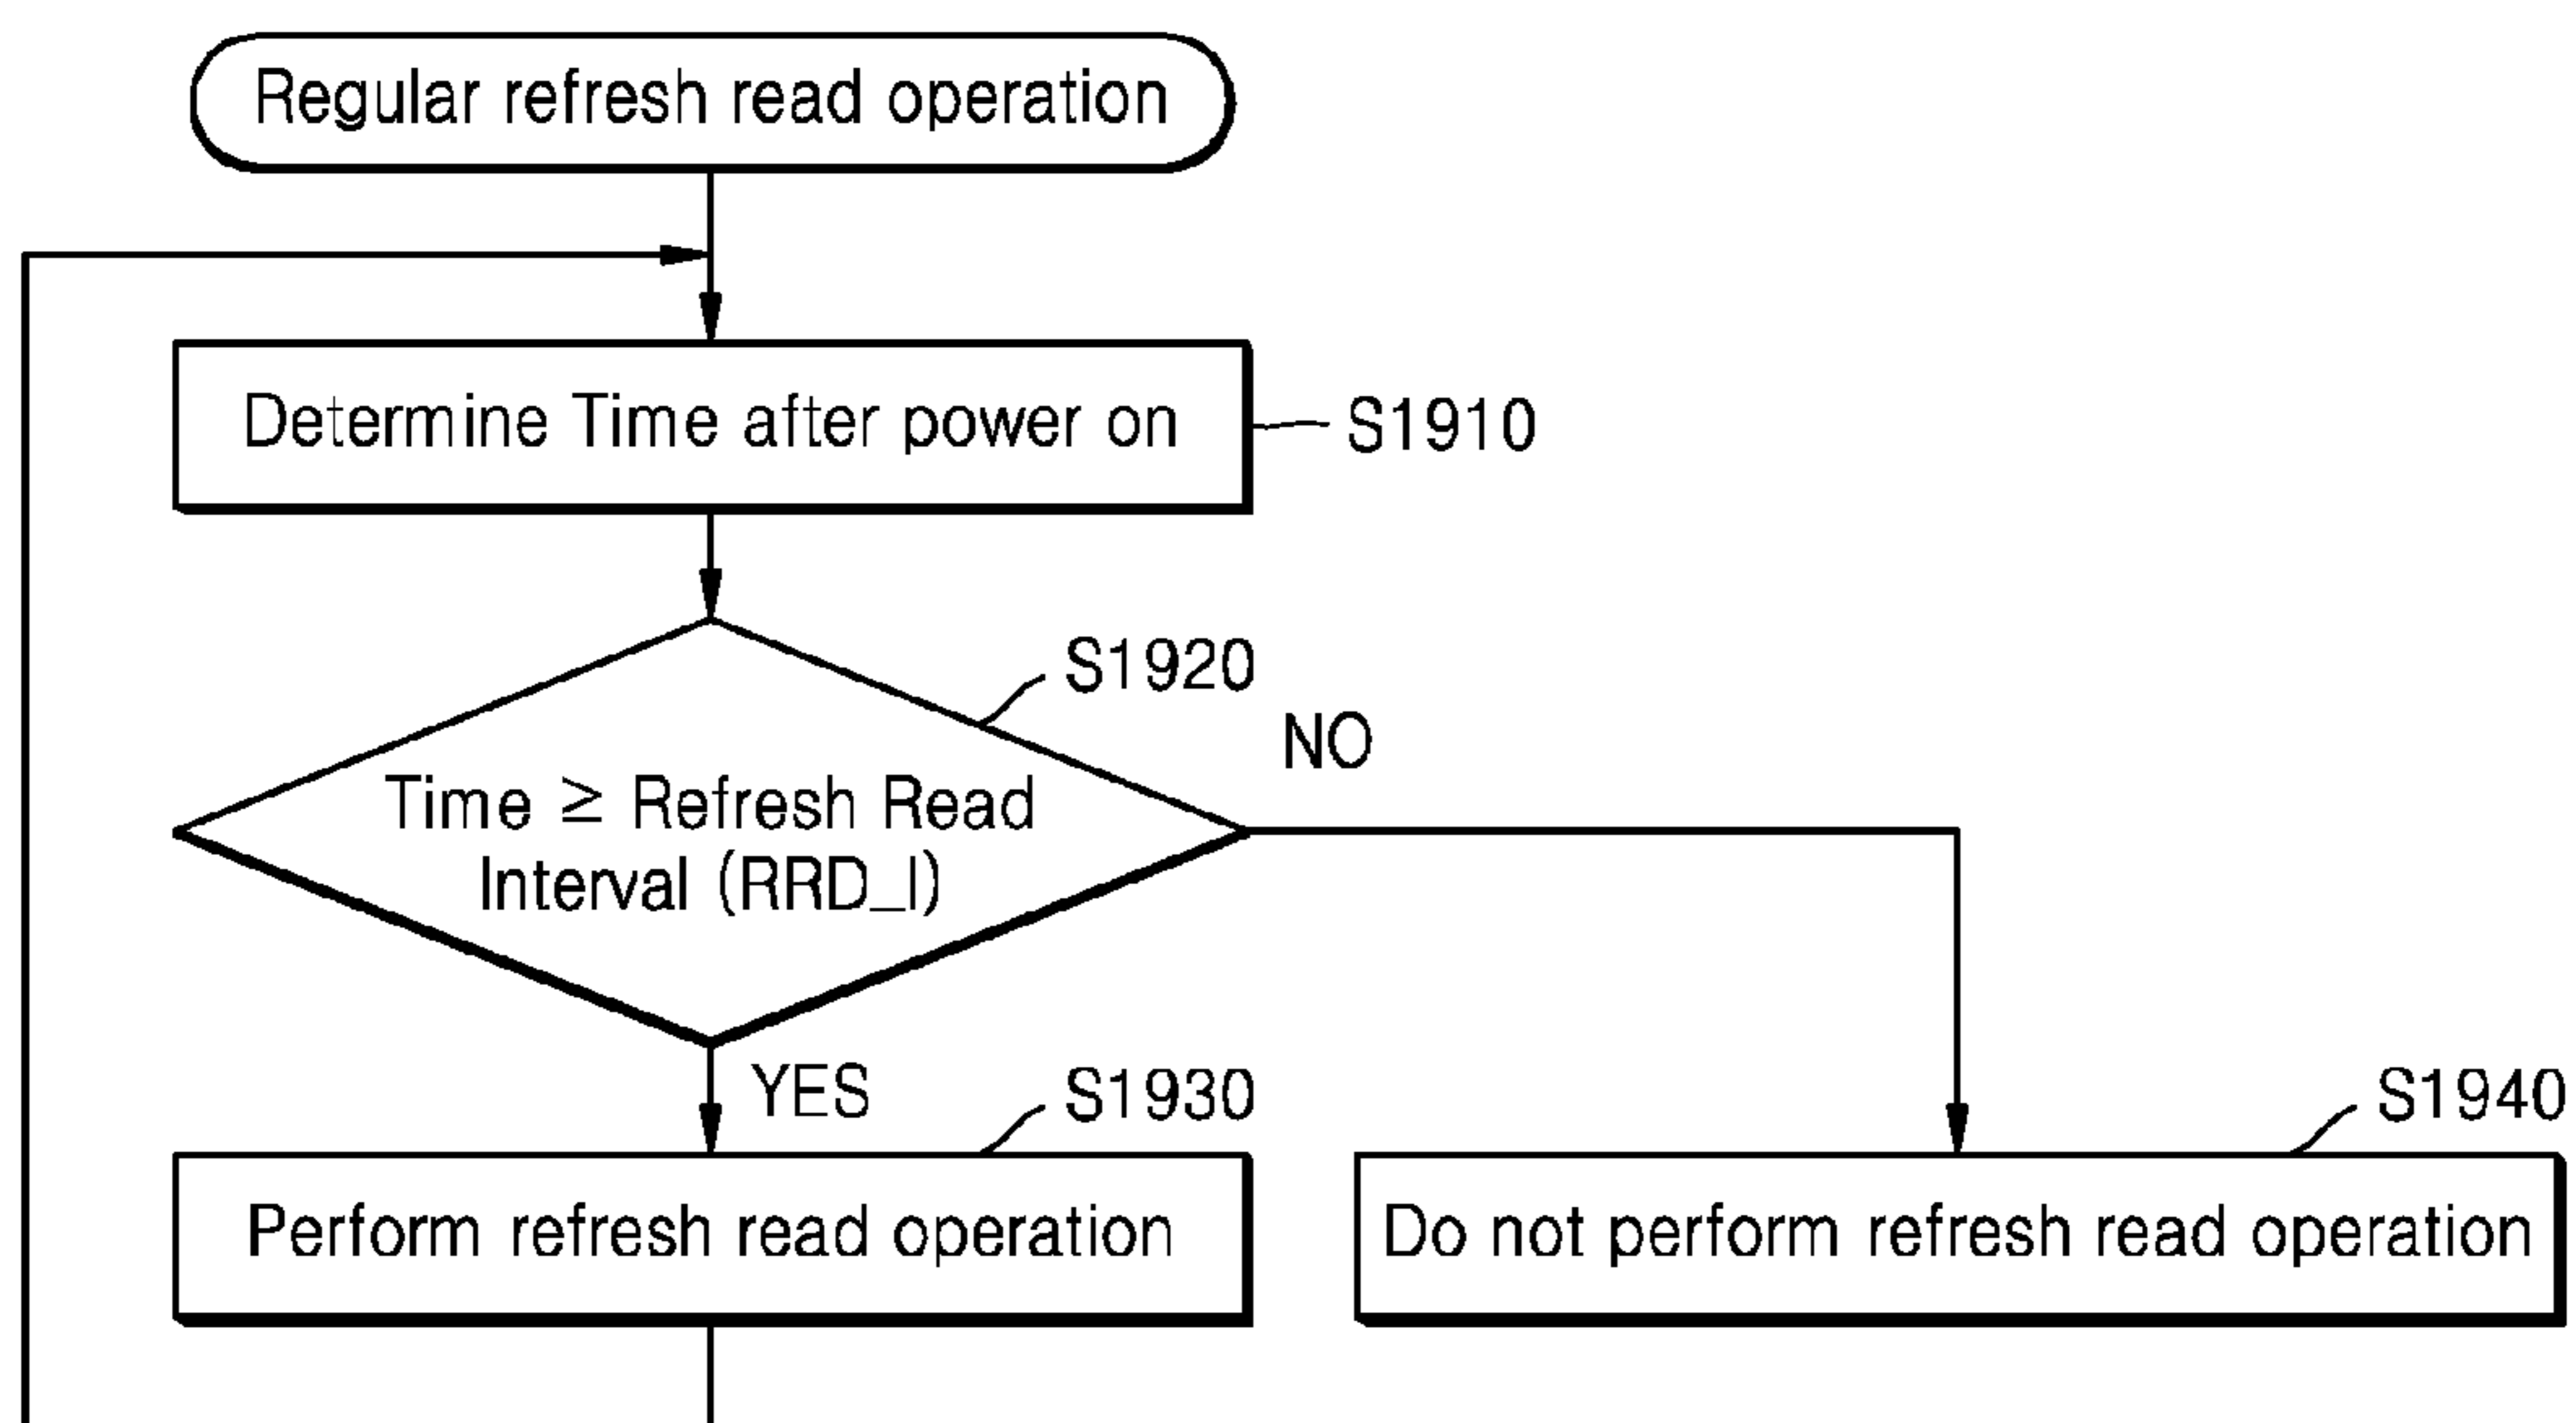 Regular refresh read operation
Determine Time after power on
S1910
S1920
NO
Time ≥ Refresh Read
Interval (RRD_I)
YES
S1930
S1940
Perform refresh read operation
Do not perform refresh read operation